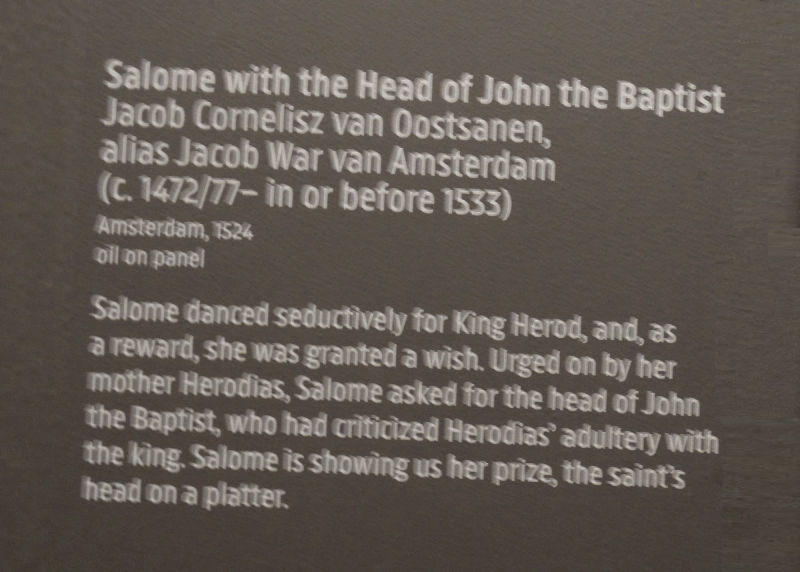 Salome with the Head of John the Baptist
Jacob Cornelisz van Oostsanen,
alias Jacob War van Amsterdam
(c. 1472/77– in or before 1533)
Amsterdam, 1524
oil on panel
Salome danced seductively for King Herod, and, as
a reward, she was granted a wish. Urged on by her
mother Herodias, Salome asked for the head of John
the Baptist, who had criticized Herodias’ adultery with
the king. Salome is showing us her prize, the saint’s
head on a platter.